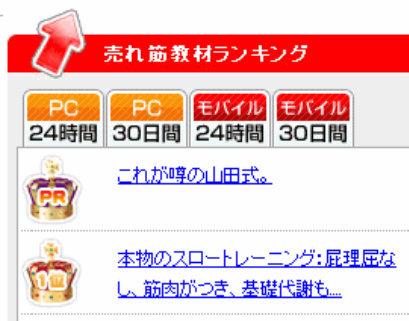 売れ筋教材ランキング
PC PC モバイル モバイル
24時間 30日間 24時間 30日間
PR
これが噂の山田式。
1位
本物のスロートレーニング：屁理屈な
し、筋肉がつき、基礎代謝も...